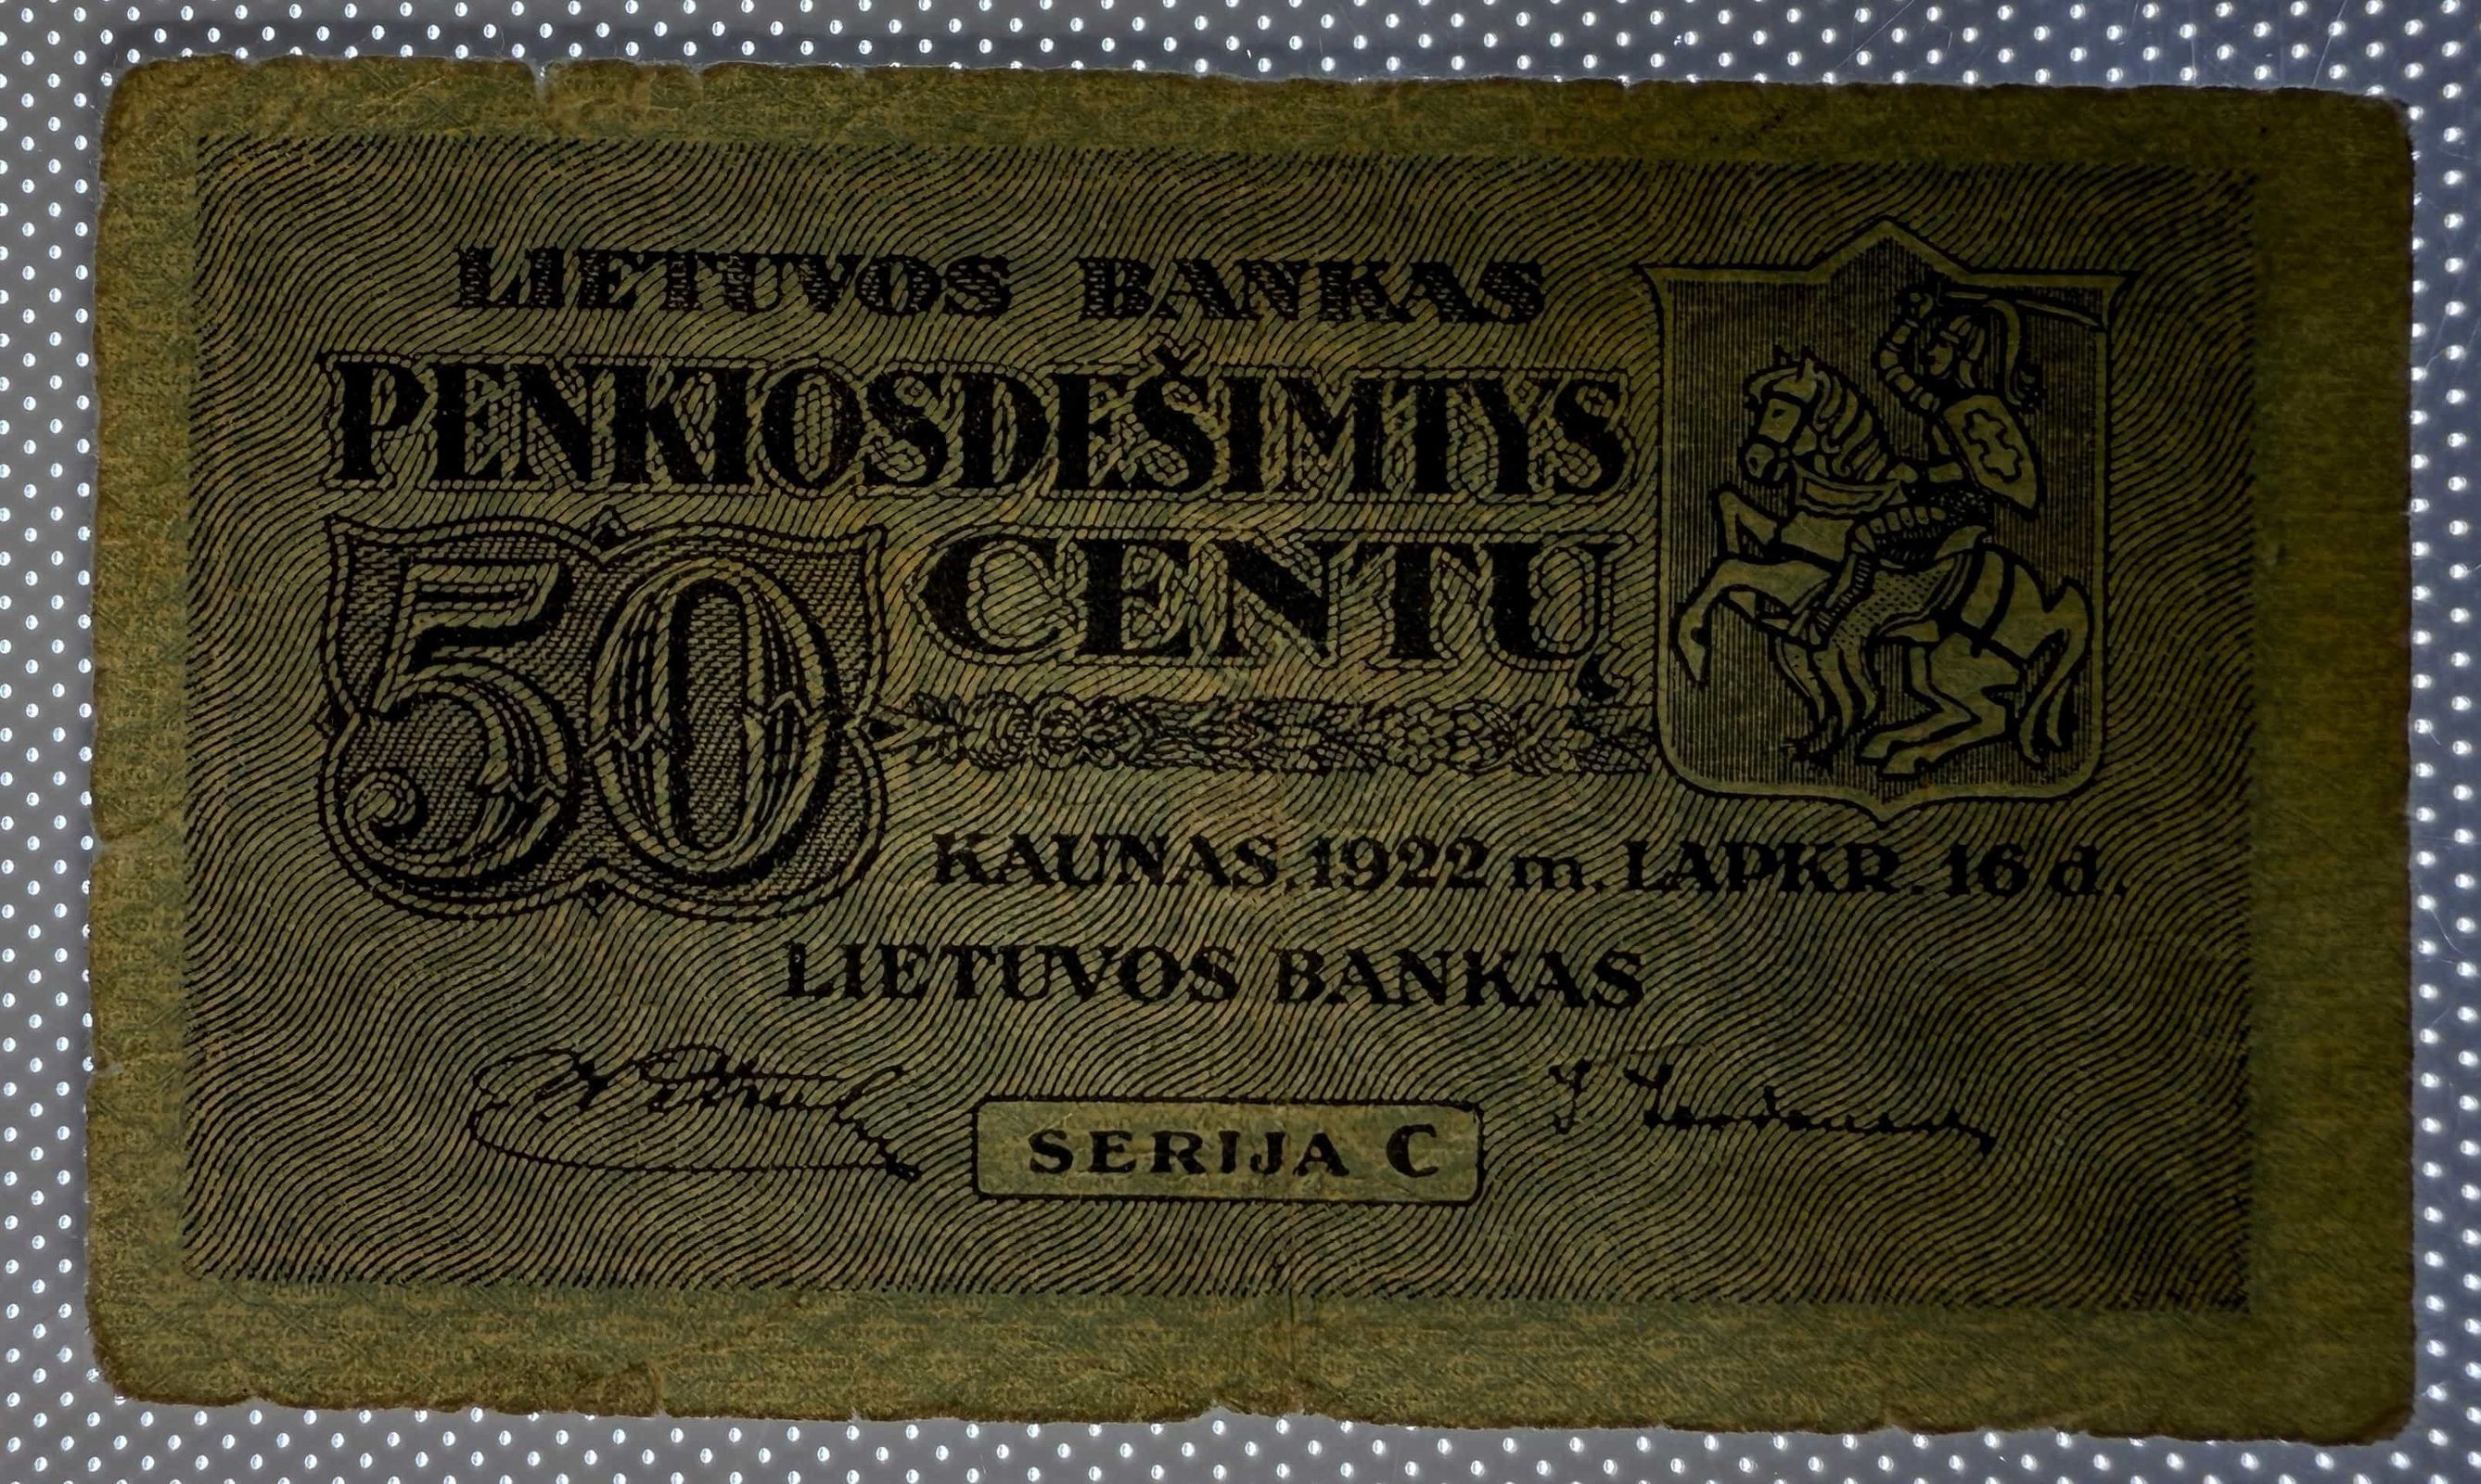 LIETUVOS BANKAS
PENKIOSDEŠIMTYS
50 CENTŲ
KAUNAS, 1922 m. LAPKR. 16 d.
LIETUVOS BANKAS
SERIJA C